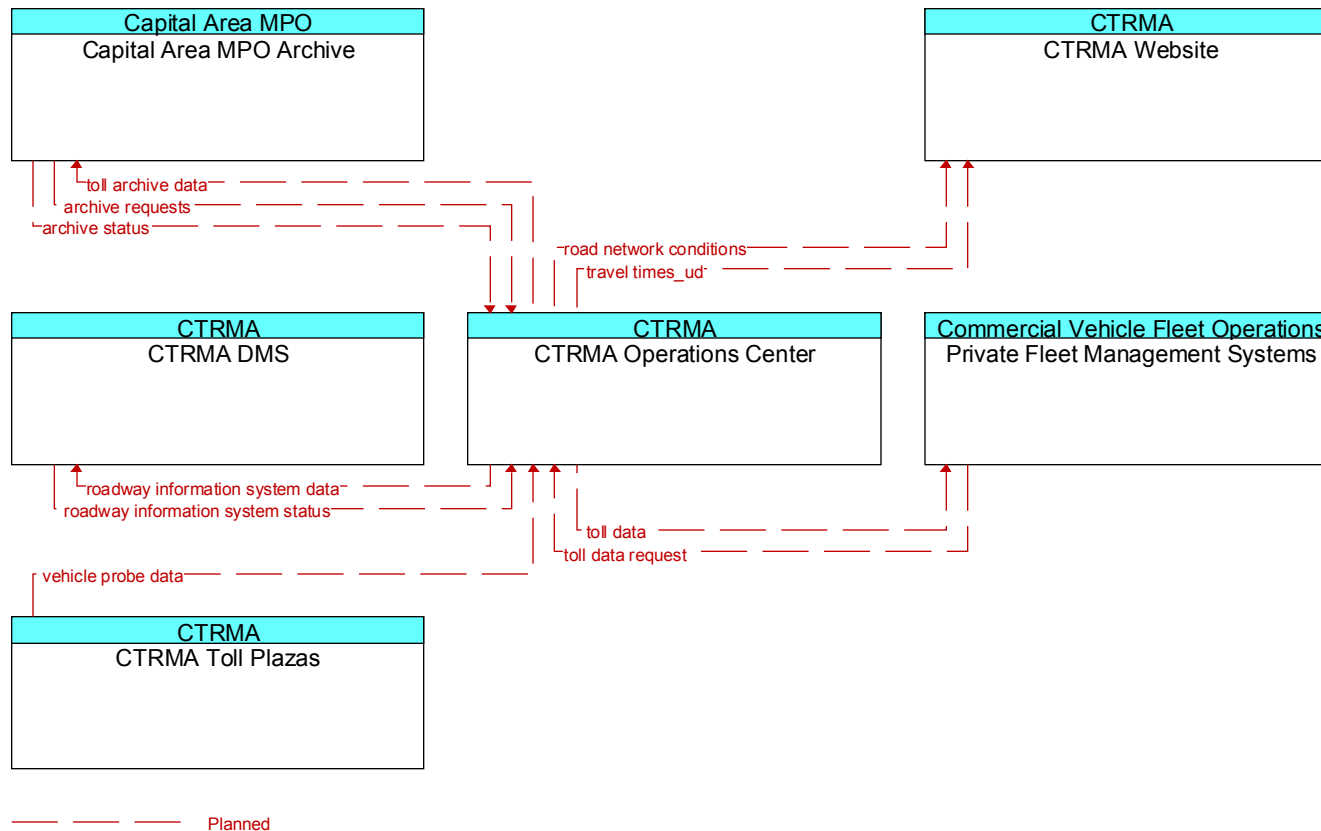 Capital Area MPO
Capital Area MPO Archive
CTRMA
CTRMA Website
toll archive data
archive requests
archive status
road network conditions
travel times_ud
CTRMA
CTRMA DMS
CTRMA
CTRMA Operations Center
Commercial Vehicle Fleet Operations
Private Fleet Management Systems
roadway information system data
roadway information system status
toll data
toll data request
vehicle probe data
CTRMA
CTRMA Toll Plazas
Planned